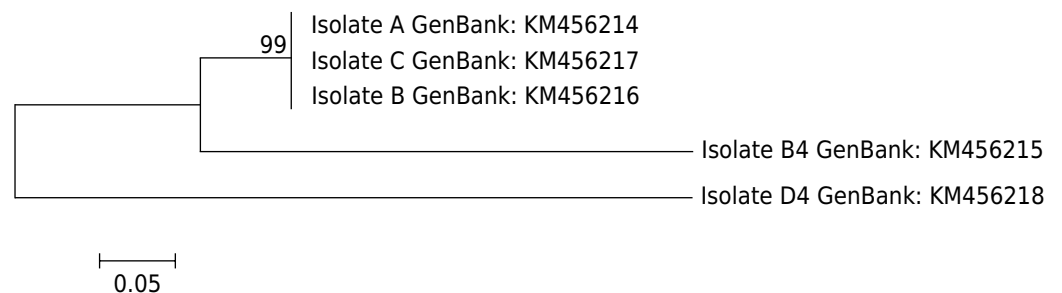 Isolate A GenBank: KM456214
99
Isolate C GenBank: KM456217
Isolate B GenBank: KM456216
Isolate B4 GenBank: KM456215
Isolate D4 GenBank: KM456218
0.05